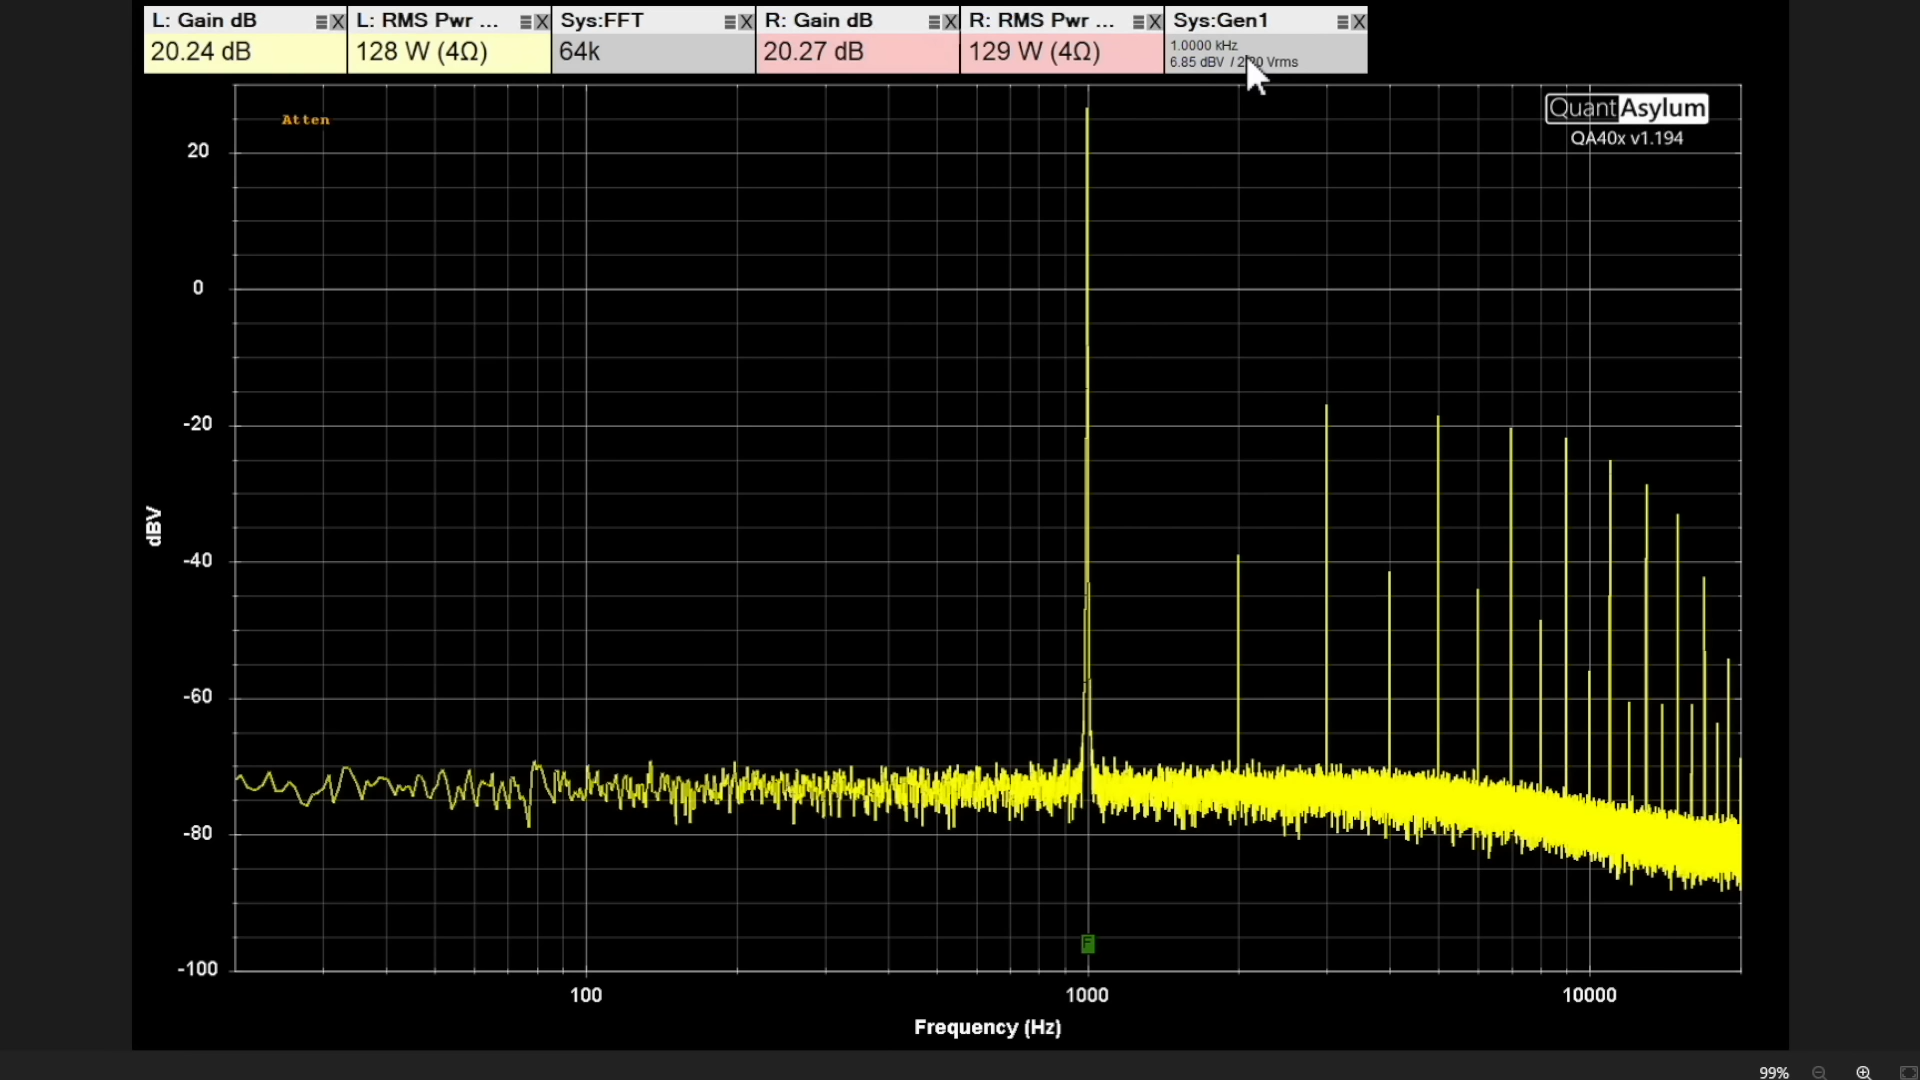 L: Gain dB
20.24 dB
L: RMS Pwr ...
128 W (4Ω)
Sys:FFT
64k
R: Gain dB
20.27 dB
R: RMS Pwr ...
129 W (4Ω)
Sys:Gen1
1.0000 kHz
6.85 dBV / Vrms
Atten
QuantAsylum
QA40x v1.194
20
0
-20
-40
-60
-80
-100
dBV
F
100
1000
10000
Frequency (Hz)
99%